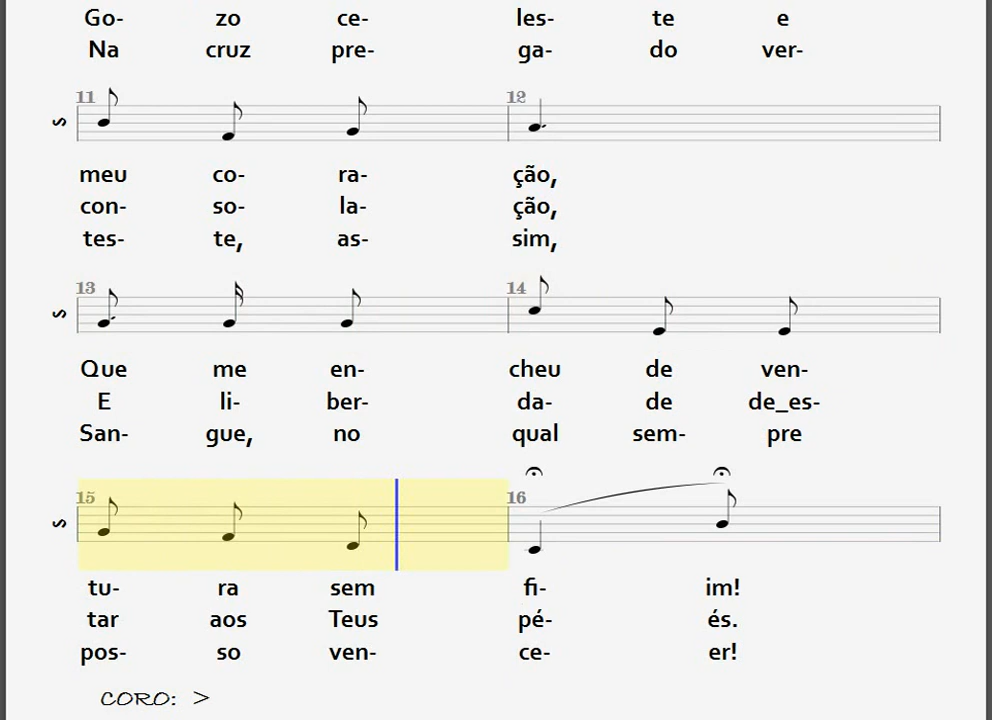 Go- zo ce- les- te e
Na cruz pre- ga- do ver-
11 12
S
meu co- ra- ção,
con- so- la- ção,
tes- te, as- sim,
13 14
S
Que me en- cheu de ven-
E li- ber- da- de de_es-
San- gue, no qual sem- pre
15 16
S
tu- ra sem fi- im!
tar aos Teus pé- és.
pos- so ven- ce- er!
CORO: >